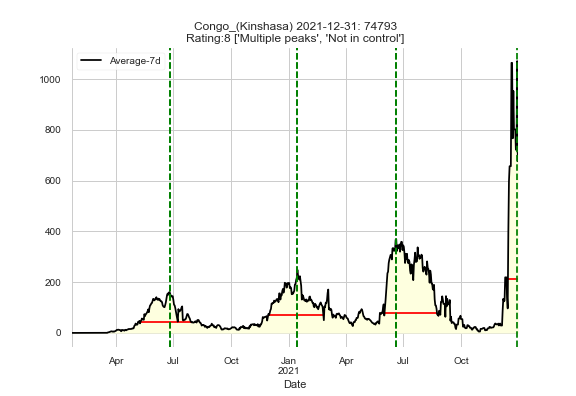 Congo_(Kinshasa) 2021-12-31: 74793
Rating:8 ['Multiple peaks', 'Not in control']
Average-7d
1000
800
600
400
200
0
Apr Jul Oct Jan Apr Jul Oct
2021
Date